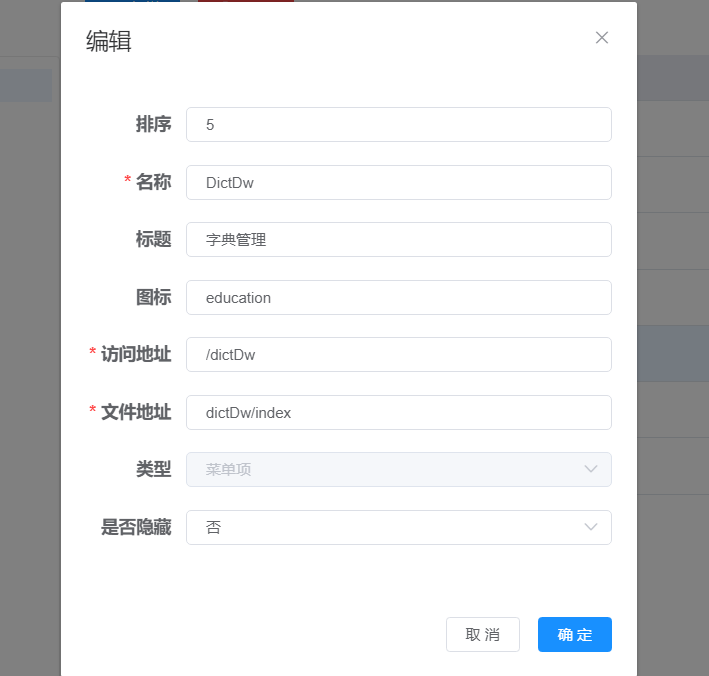 编辑
排序 5
* 名称 DictDw
标题 字典管理
图标 education
* 访问地址 /dictDw
* 文件地址 dictDw/index
类型 菜单项
是否隐藏 否
取 消 确 定